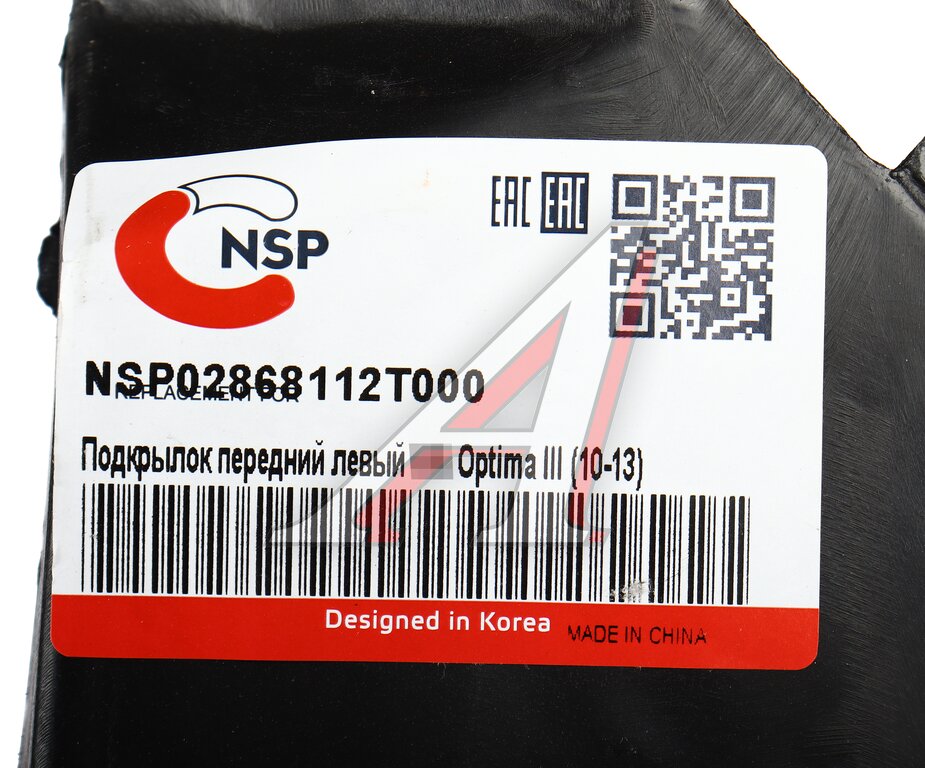 NSP
EAC EAC
NSP02868112T000
REPLACEMENT FOR
Подкрылок передний левый Optima III (10-13)
Designed in Korea
MADE IN CHINA